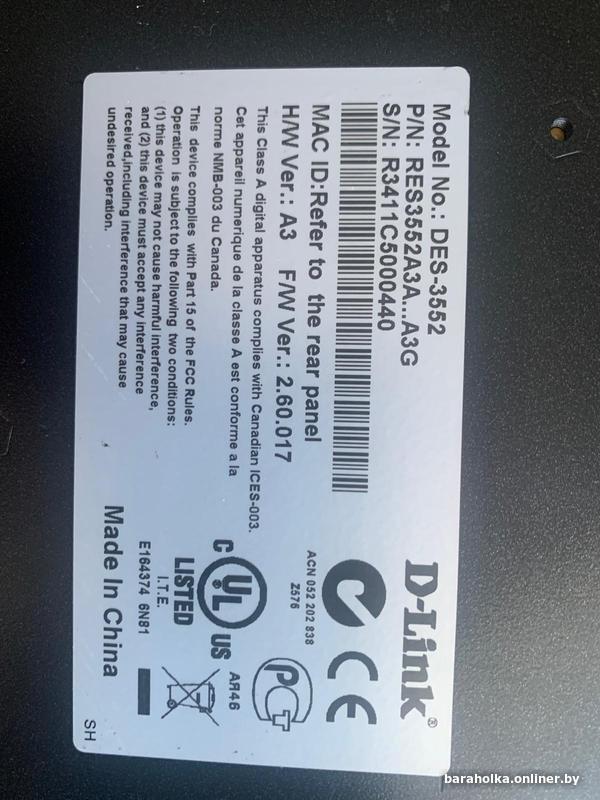 Model No.: DES-3552
P/N: RES3552A3A...A3G
S/N: R3411C5000440
MAC ID:Refer to the rear panel
H/W Ver.: A3 F/W Ver.: 2.60.017
This Class A digital apparatus complies with Canadian ICES-003.
Cet appareil numerique de la classe A est conforme a la
norme NMB-003 du Canada.
This device complies with Part 15 of the FCC Rules.
Operation is subject to the following two conditions:
(1) this device may not cause harmful interference,
and (2) this device must accept any interference
received,including interference that may cause
undesired operation.
D-Link®
CE
ACN 052 202 838
Z576
PCT
АЯ46
C UL US
®
LISTED
I.T.E.
E164374 6N81
Made In China
SH
baraholka.onliner.by